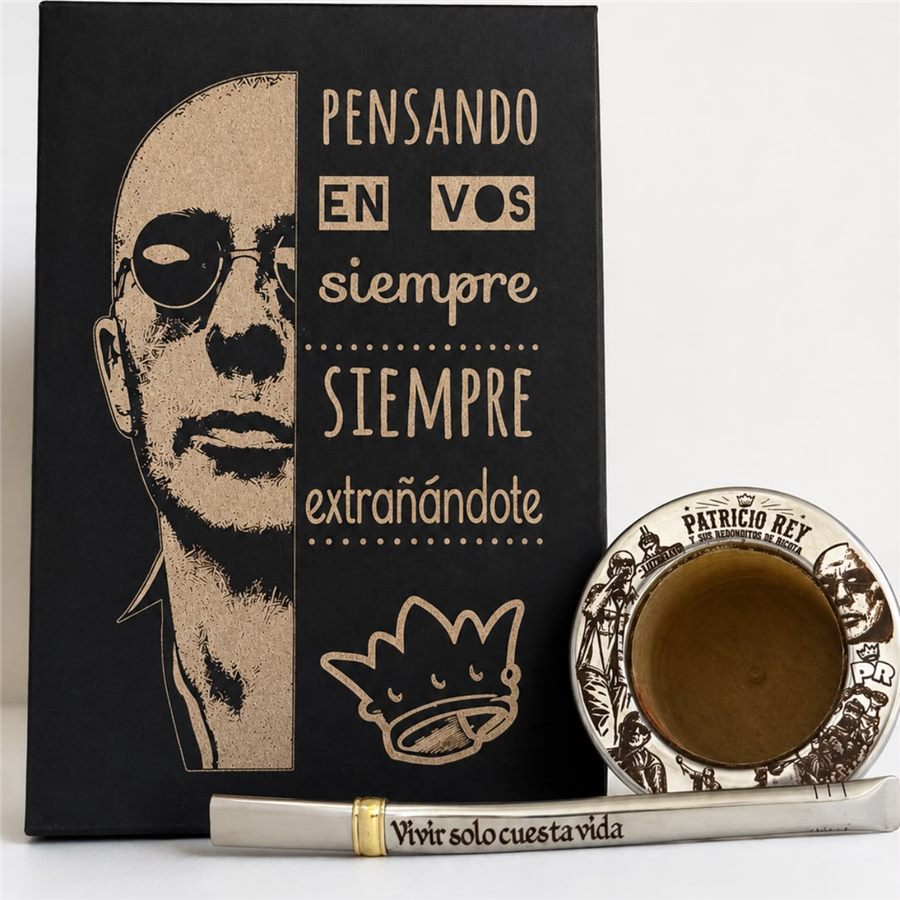 PENSANDO
EN VOS
siempre
SIEMPRE
extrañándote
PATRICIO REY
Y SUS REDONDITOS DE RICOTA
PR
Vivir solo cuesta vida